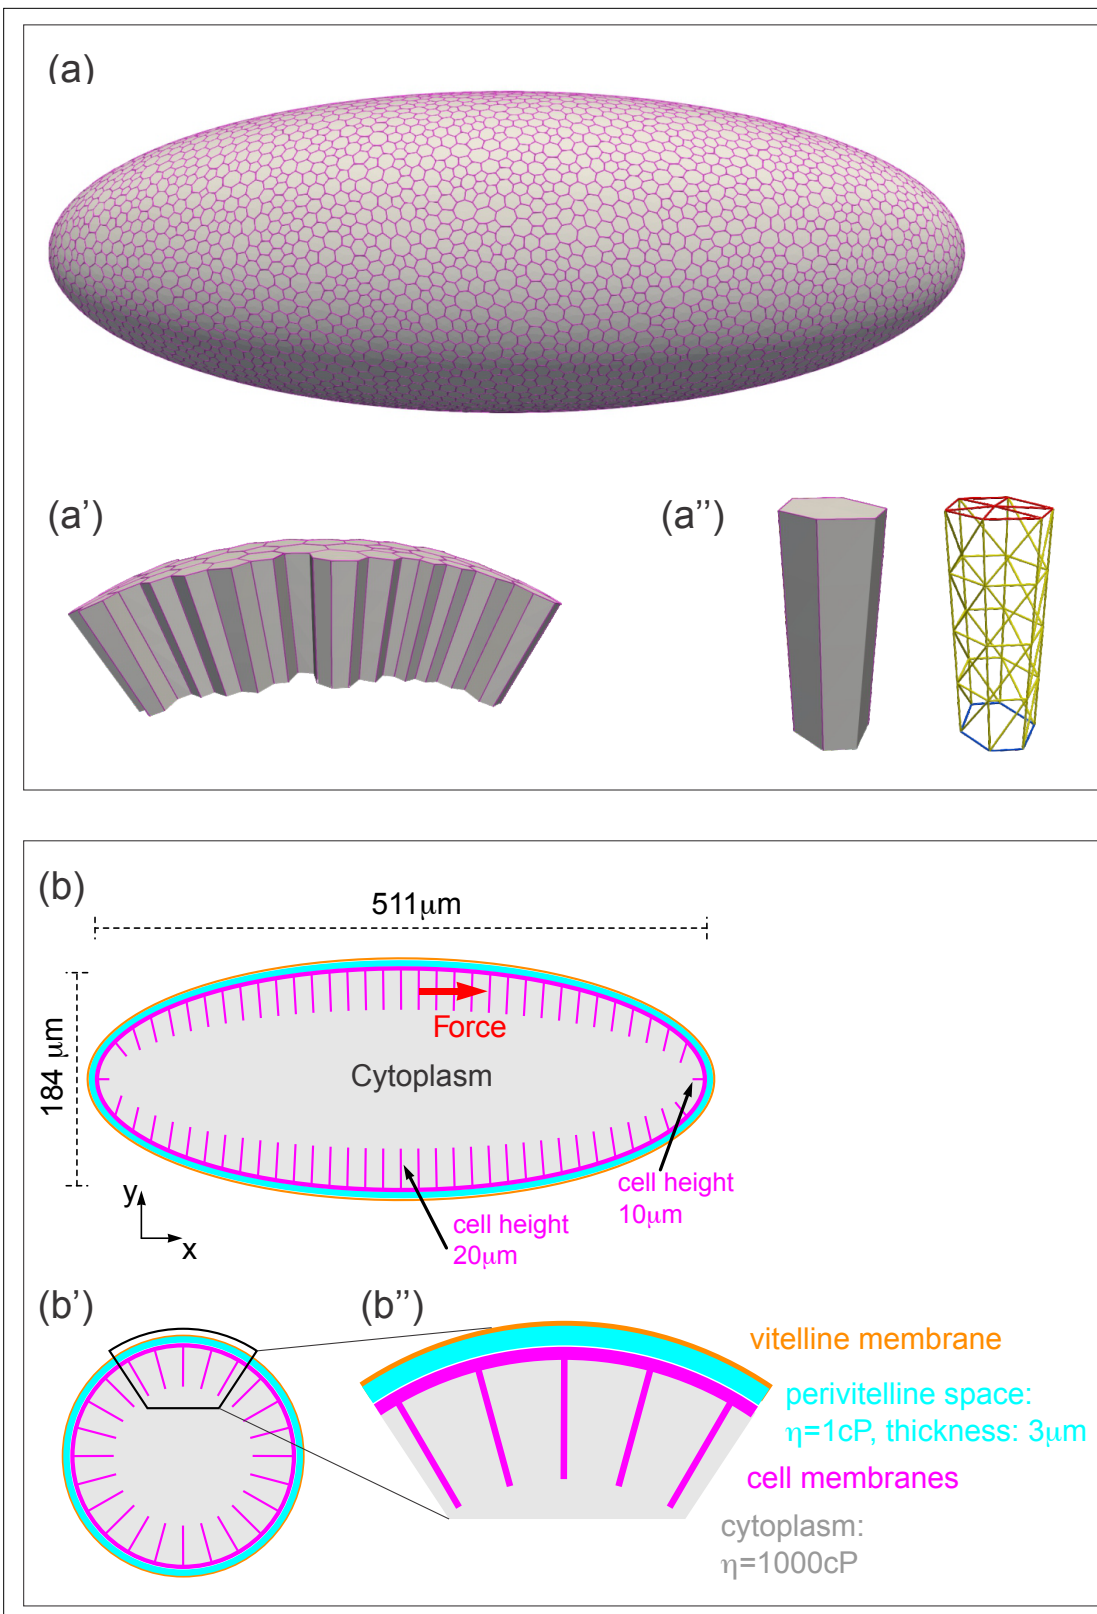 (a)
(a')
(a'')
(b)
511μm
184 μm
Force
Cytoplasm
cell height
10μm
cell height
20μm
y
x
(b')
(b'')
vitelline membrane
perivitelline space:
η=1cP, thickness: 3μm
cell membranes
cytoplasm:
η=1000cP